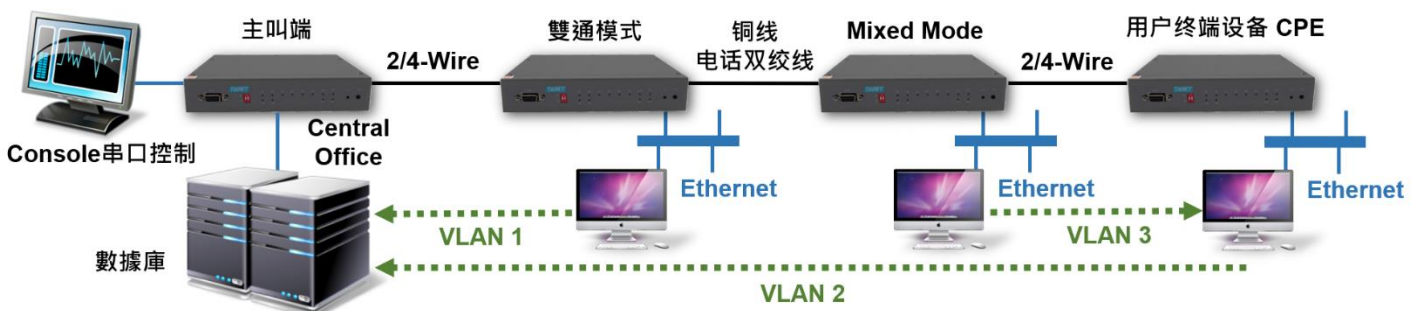 主叫端
雙通模式
铜线
电话双绞线
Mixed Mode
用户终端设备 CPE
2/4-Wire
2/4-Wire
Console串口控制
Central
Office
Ethernet
Ethernet
Ethernet
VLAN 1
VLAN 3
數據庫
VLAN 2